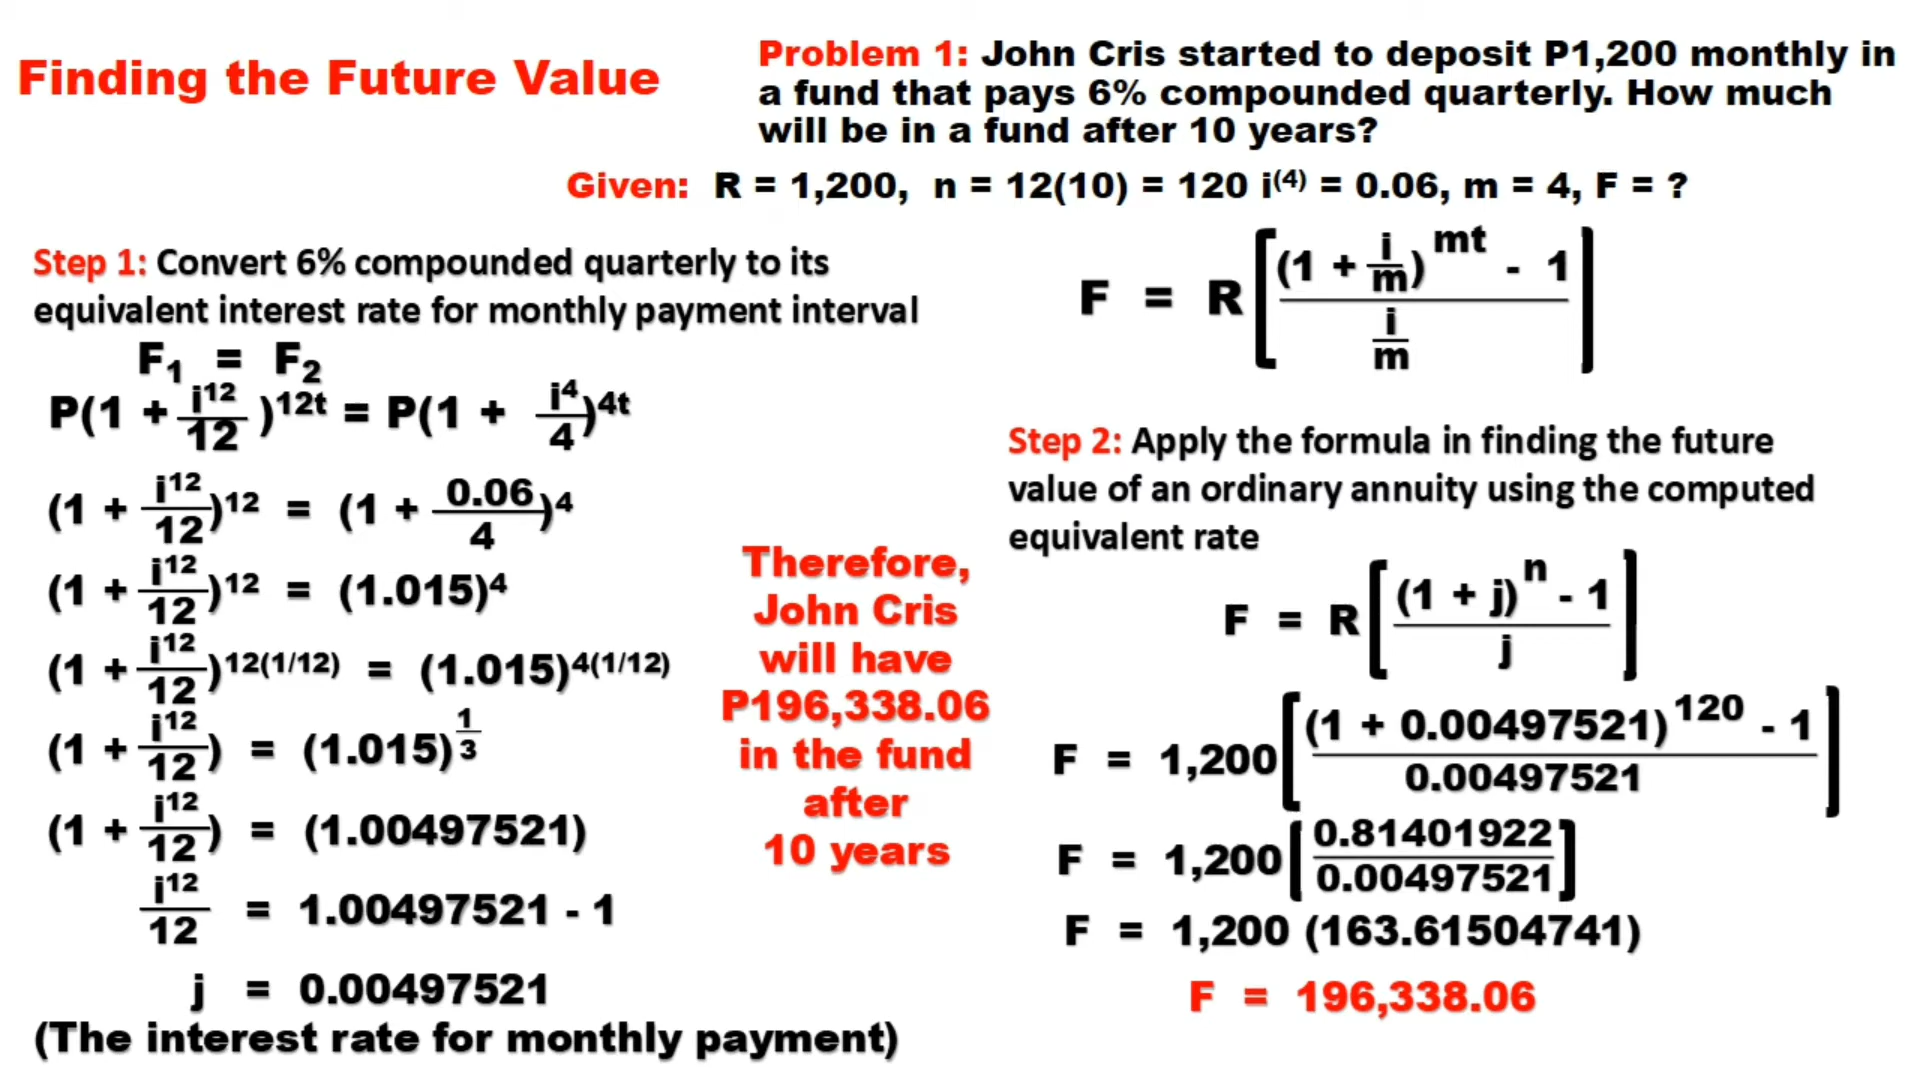 Finding the Future Value
Problem 1: John Cris started to deposit P1,200 monthly in
a fund that pays 6% compounded quarterly. How much
will be in a fund after 10 years?
Given: R = 1,200, n = 12(10) = 120 i⁽⁴⁾ = 0.06, m = 4, F = ?
Step 1: Convert 6% compounded quarterly to its
equivalent interest rate for monthly payment interval
F₁ = F₂
P(1 + i¹²/12)¹²ᵗ = P(1 + i⁴/4)⁴ᵗ
(1 + i¹²/12)¹² = (1 + 0.06/4)⁴
(1 + i¹²/12)¹² = (1.015)⁴
(1 + i¹²/12)¹²⁽¹/¹²⁾ = (1.015)⁴⁽¹/¹²⁾
(1 + i¹²/12) = (1.015)^1/3
(1 + i¹²/12) = (1.00497521)
i¹²/12 = 1.00497521 - 1
j = 0.00497521
(The interest rate for monthly payment)
Therefore,
John Cris
will have
P196,338.06
in the fund
after
10 years
F = R[(1 + i/m)^mt - 1 / i/m]
Step 2: Apply the formula in finding the future
value of an ordinary annuity using the computed
equivalent rate
F = R[(1 + j)^n - 1 / j]
F = 1,200[(1 + 0.00497521)^120 - 1 / 0.00497521]
F = 1,200[0.81401922 / 0.00497521]
F = 1,200 (163.61504741)
F = 196,338.06